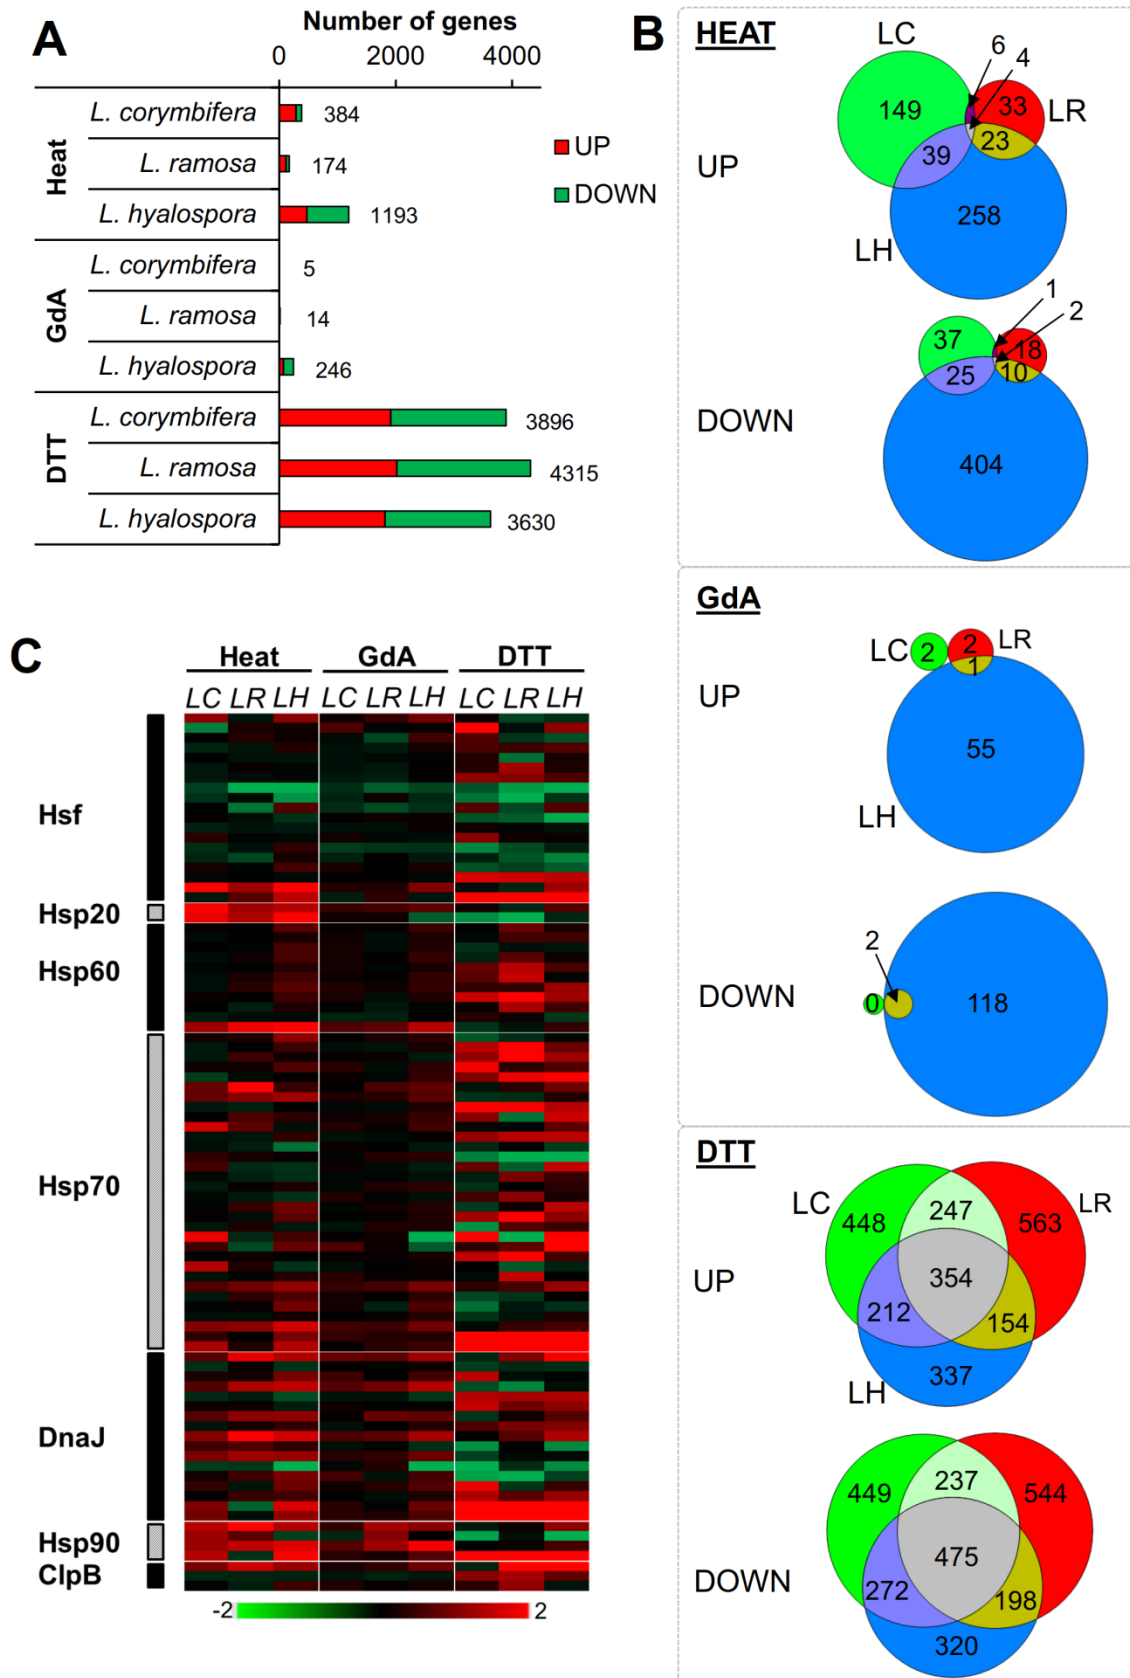 A
Number of genes
0 2000 4000
Heat
L. corymbifera 384
L. ramosa 174
L. hyalospora 1193
GdA
L. corymbifera 5
L. ramosa 14
L. hyalospora 246
DTT
L. corymbifera 3896
L. ramosa 4315
L. hyalospora 3630
UP
DOWN
B
HEAT
LC
6 4
149 33
LR
39 23
UP
258
LH
1
2
37 18
25 10
DOWN
404
GdA
LC 2 2 LR
1
UP
55
LH
2
DOWN 0 118
DTT
LC 448 247 563 LR
UP 354
212 154
LH 337
449 237 544
475
DOWN 272 198
320
C
Heat GdA DTT
LC LR LH LC LR LH LC LR LH
Hsf
Hsp20
Hsp60
Hsp70
DnaJ
Hsp90
ClpB
-2 2